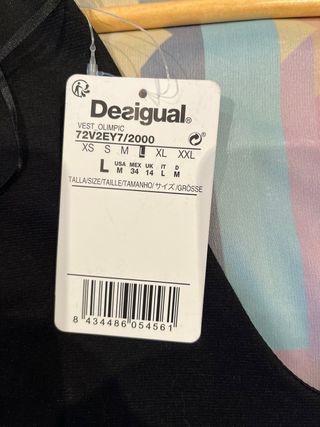 Desigual®
VEST_OLIMPIC
72V2EY7/2000
XS S M L XL XXL
L USA M MEX 34 UK 14 IT L D M
TALLA/SIZE/TAILLE/TAMANHO/サイズ/GRÖSSE
8 434486 054561